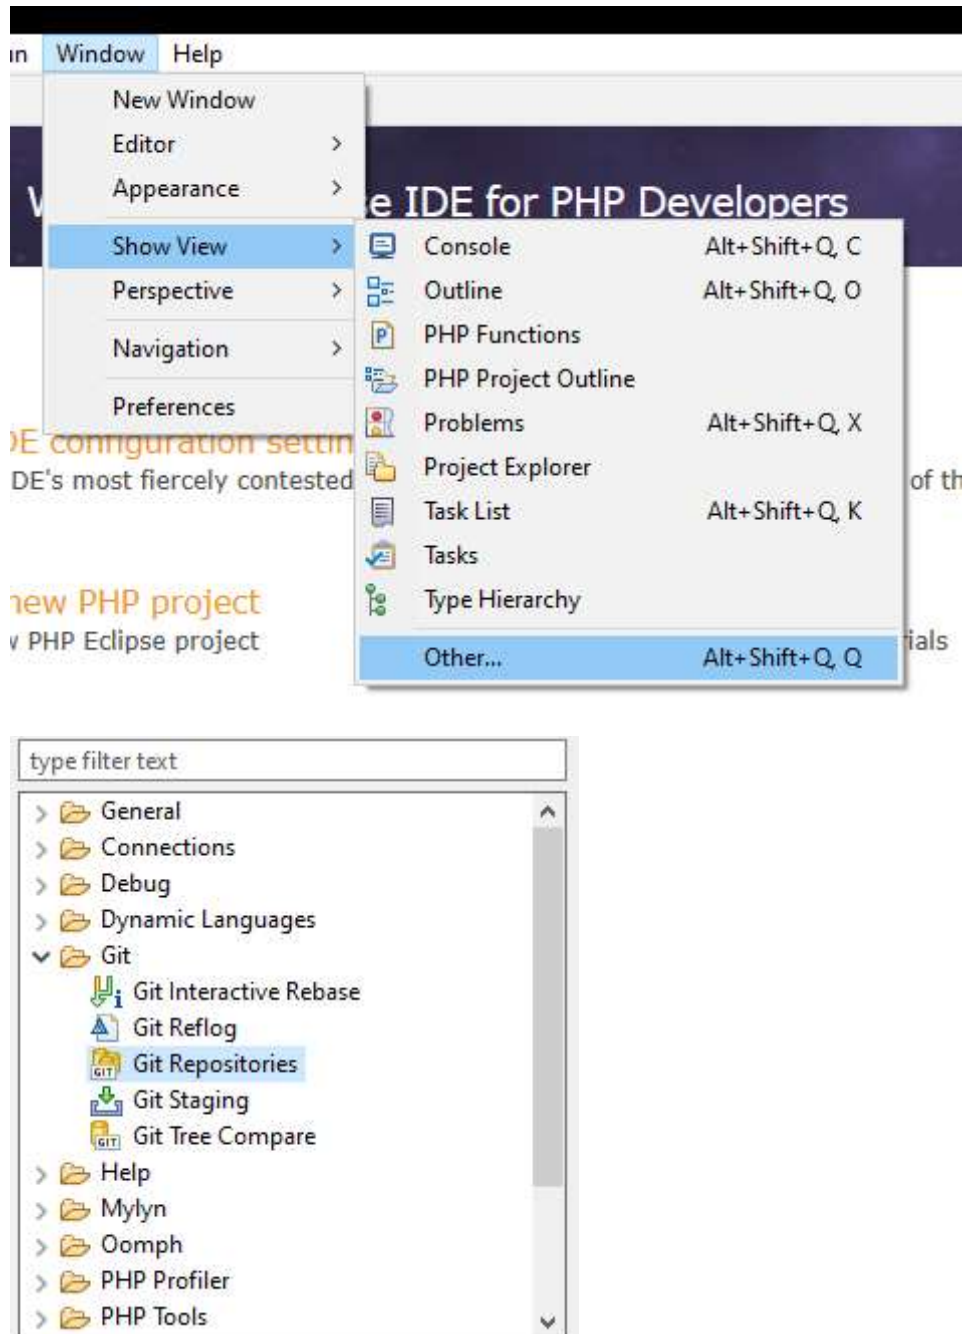 Window Help
New Window
Editor
Appearance
e IDE for PHP Developers
Show View
Console Alt+Shift+Q, C
Perspective
Outline Alt+Shift+Q, O
PHP Functions
Navigation
PHP Project Outline
Preferences
Problems Alt+Shift+Q, X
DE configuration settin
Project Explorer
DE's most fiercely contested
of th
Task List Alt+Shift+Q, K
Tasks
new PHP project
Type Hierarchy
PHP Eclipse project
rials
Other... Alt+Shift+Q, Q
type filter text
General
Connections
Debug
Dynamic Languages
Git
Git Interactive Rebase
Git Reflog
Git Repositories
Git Staging
Git Tree Compare
Help
Mylyn
Oomph
PHP Profiler
PHP Tools